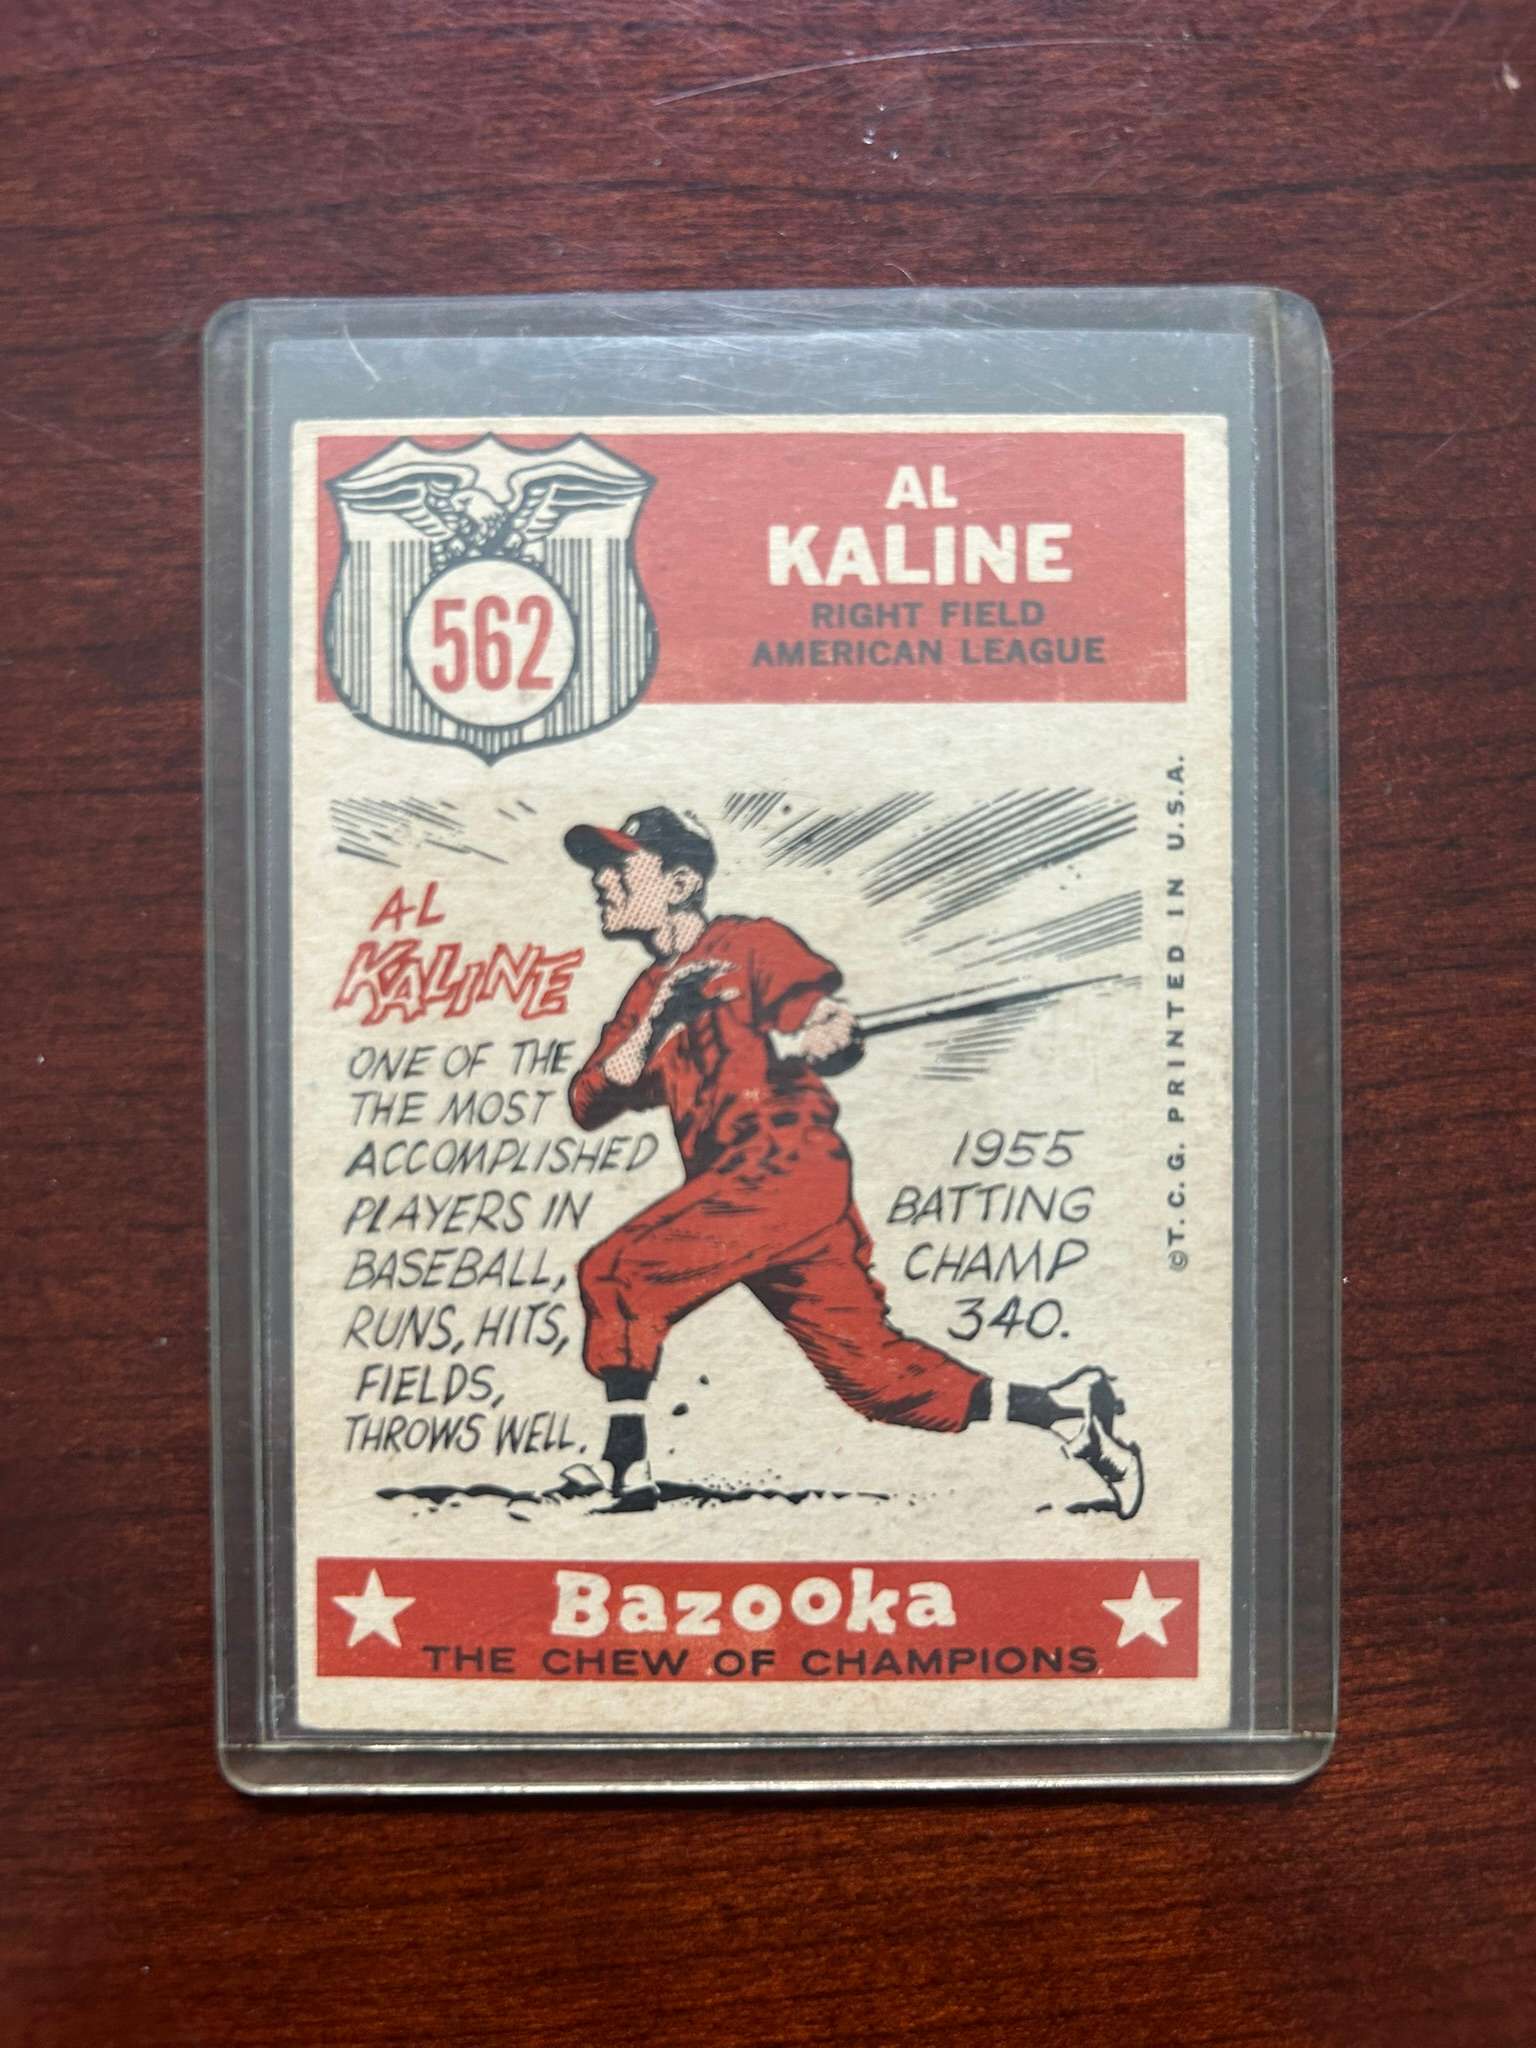 562
AL
KALINE
RIGHT FIELD
AMERICAN LEAGUE
AL
KALINE
ONE OF THE
THE MOST
ACCOMPLISHED
PLAYERS IN
BASEBALL,
RUNS, HITS,
FIELDS,
THROWS WELL.
1955
BATTING
CHAMP
340.
©T.C.G. PRINTED IN U.S.A.
Bazooka
THE CHEW OF CHAMPIONS